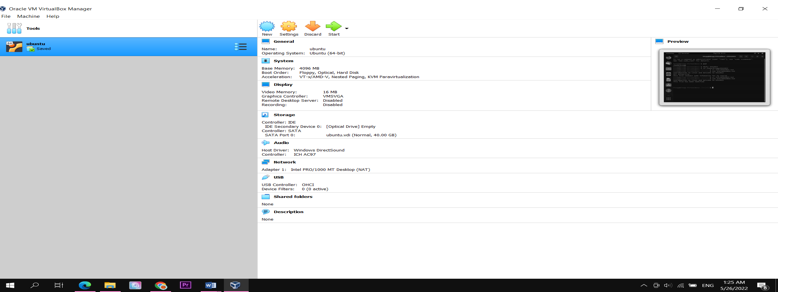 Oracle VM VirtualBox Manager
File Machine Help
Tools
New Settings Discard Start
ubuntu
Saved
General
Name: ubuntu
Operating System: Ubuntu (64-bit)
System
Base Memory: 4096 MB
Boot Order: Floppy, Optical, Hard Disk
Acceleration: VT-x/AMD-V, Nested Paging, KVM Paravirtualization
Display
Video Memory: 16 MB
Graphics Controller: VMSVGA
Remote Desktop Server: Disabled
Recording: Disabled
Storage
Controller: IDE
IDE Secondary Device 0: [Optical Drive] Empty
Controller: SATA
SATA Port 0: ubuntu.vdi (Normal, 40.00 GB)
Audio
Host Driver: Windows DirectSound
Controller: ICH AC97
Network
Adapter 1: Intel PRO/1000 MT Desktop (NAT)
USB
USB Controller: OHCI
Device Filters: 0 (0 active)
Shared folders
None
Description
None
Preview
ENG
1:25 AM
5/26/2022